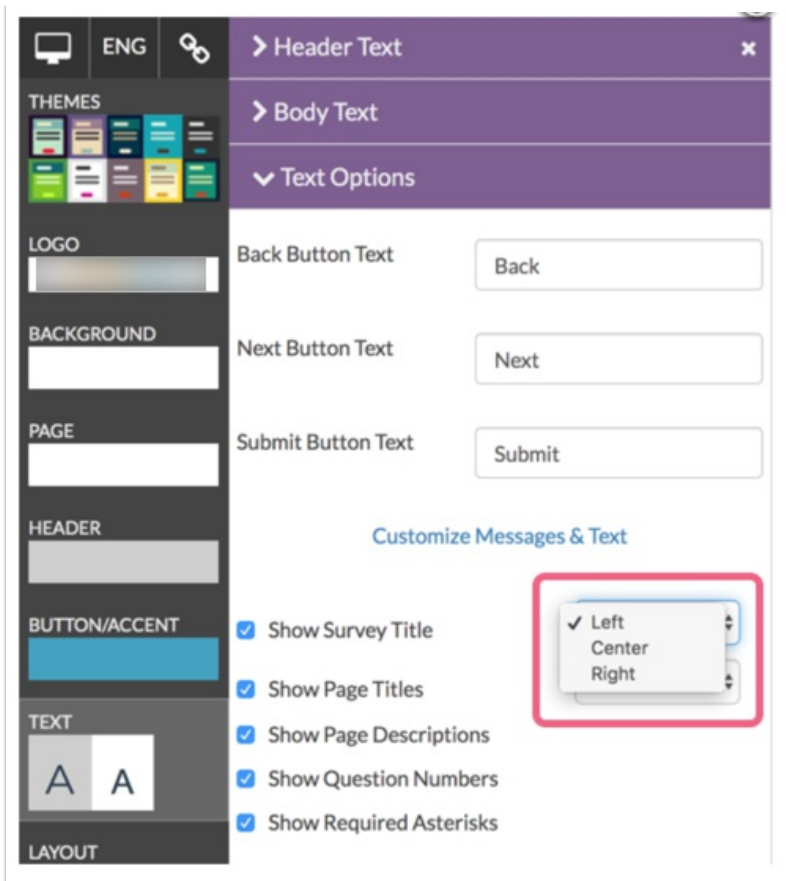 ENG
Header Text
THEMES
Body Text
Text Options
LOGO
Back Button Text
Back
BACKGROUND
Next Button Text
Next
PAGE
Submit Button Text
Submit
HEADER
Customize Messages & Text
BUTTON/ACCENT
Show Survey Title
Left
Center
Right
Show Page Titles
TEXT
A A
Show Page Descriptions
Show Question Numbers
Show Required Asterisks
LAYOUT